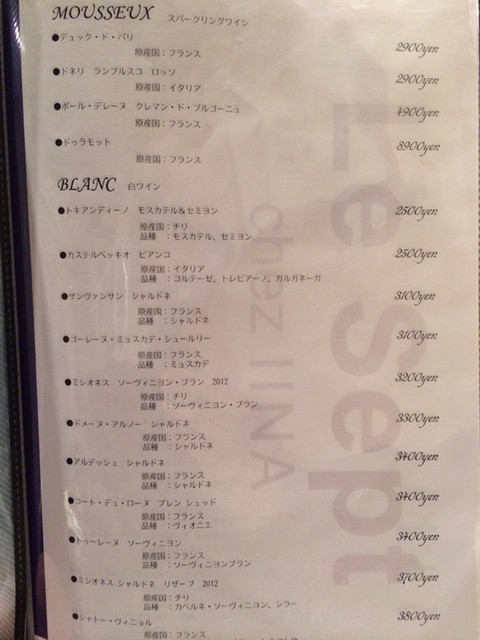 MOUSSEUX スパークリングワイン
●デュック・ド・パリ 2900yen
原産国：フランス
●ドネリ ランブルスコ ロッソ 2900yen
原産国：イタリア
●ポール・デレーヌ クレマン・ド・ブルゴーニュ 4900yen
原産国：フランス
●ドゥラモット 8900yen
原産国：フランス
BLANC 白ワイン
●トキアンディーノ モスカテル＆セミヨン 2500yen
原産国：チリ
品種 ：モスカテル、セミヨン
●カステルベッキオ ビアンコ 2500yen
原産国：イタリア
品種 ：コルテーゼ、トレビアーノ、ガルガネーガ
●サンヴァンサン シャルドネ 3100yen
原産国：フランス
品種 ：シャルドネ
●ゴーレーヌ・ミュスカデ・シュールリー 3100yen
原産国：フランス
品種 ：ミュスカデ
●ミシオネス ソーヴィニヨン・ブラン 2012 3200yen
原産国：チリ
品種 ：ソーヴィニヨン・ブラン
●ドメーヌ・アルノー シャルドネ 3300yen
原産国：フランス
品種 ：シャルドネ
●アルデッシュ シャルドネ 3400yen
原産国：フランス
品種 ：シャルドネ
●コート・デュ・ローヌ ブレン シュッド 3400yen
原産国：フランス
品種 ：ヴィオニエ
●トゥーレーヌ ソーヴィニヨン 3400yen
原産国：フランス
品種 ：ソーヴィニヨンブラン
●ミシオネス シャルドネ リザーブ 2012 3700yen
原産国：チリ
品種 ：カベルネ・ソーヴィニヨン、シラー
●シャトー・ヴィニョル 3800yen
原産国：フランス
Le Sept
chez IINA